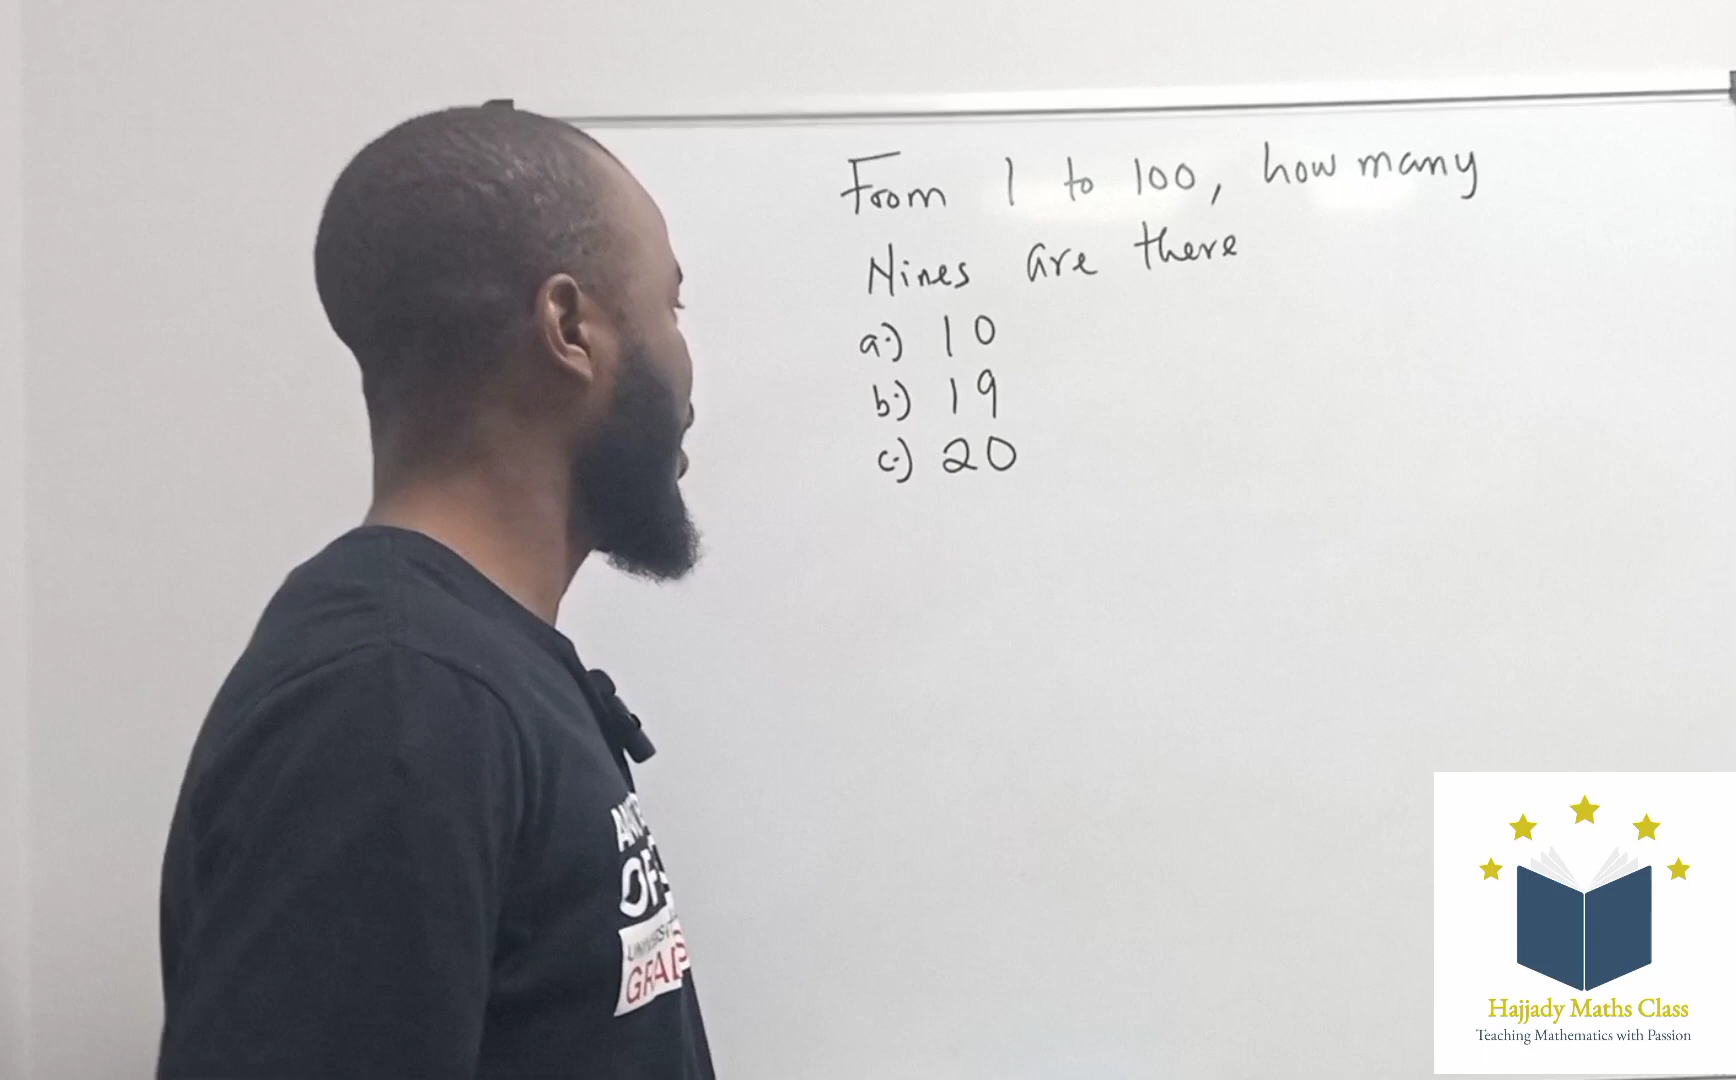 From 1 to 100, how many
Nines are there
a.) 10
b.) 19
c.) 20
Hajjady Maths Class
Teaching Mathematics with Passion